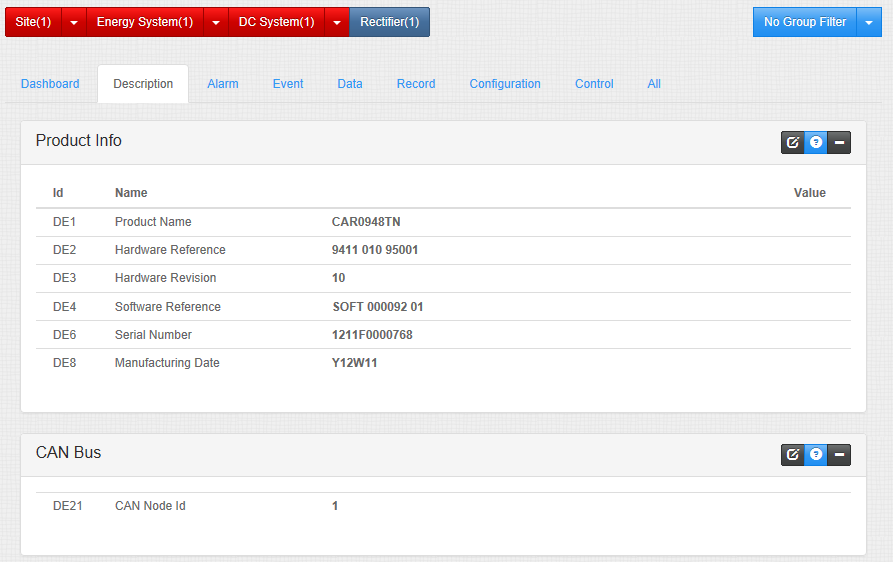 Site(1) Energy System(1) DC System(1) Rectifier(1) No Group Filter
Dashboard Description Alarm Event Data Record Configuration Control All
Product Info
Id Name Value
DE1 Product Name CAR0948TN
DE2 Hardware Reference 9411 010 95001
DE3 Hardware Revision 10
DE4 Software Reference SOFT 000092 01
DE6 Serial Number 1211F0000768
DE8 Manufacturing Date Y12W11
CAN Bus
DE21 CAN Node Id 1